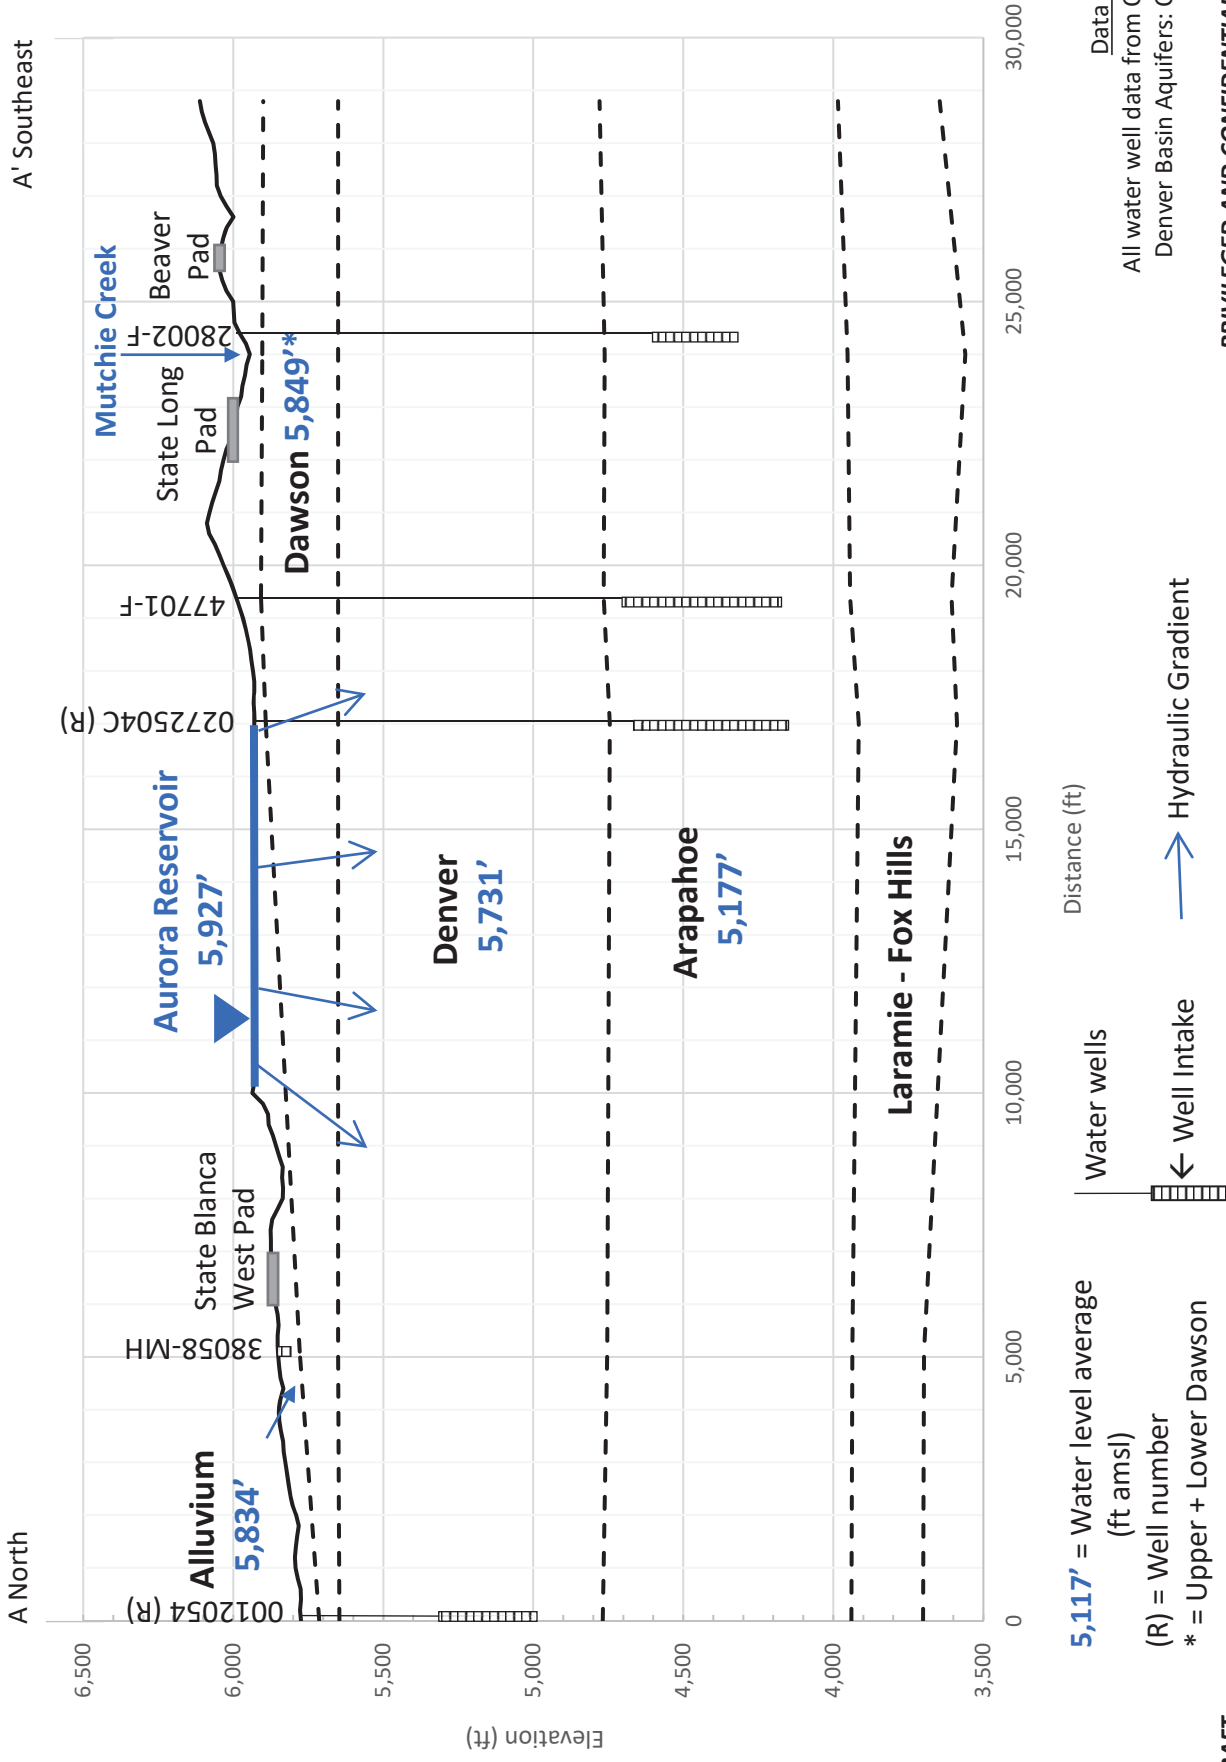 A North
A' Southeast
6,500
6,000
5,500
5,000
4,500
4,000
3,500
Elevation (ft)
0012054 (R)
Alluvium
5,834’
38058-MH
State Blanca
West Pad
Aurora Reservoir
5,927’
0272504C (R)
47701-F
State Long
Pad
Mutchie Creek
28002-F
Beaver
Pad
Dawson 5,849’*
Denver
5,731’
Arapahoe
5,177’
Laramie - Fox Hills
0
5,000
10,000
15,000
20,000
25,000
30,000
Distance (ft)
5,117’ = Water level average
(ft amsl)
(R) = Well number
* = Upper + Lower Dawson
Water wells
← Well Intake
Hydraulic Gradient
Data
All water well data from
Denver Basin Aquifers: